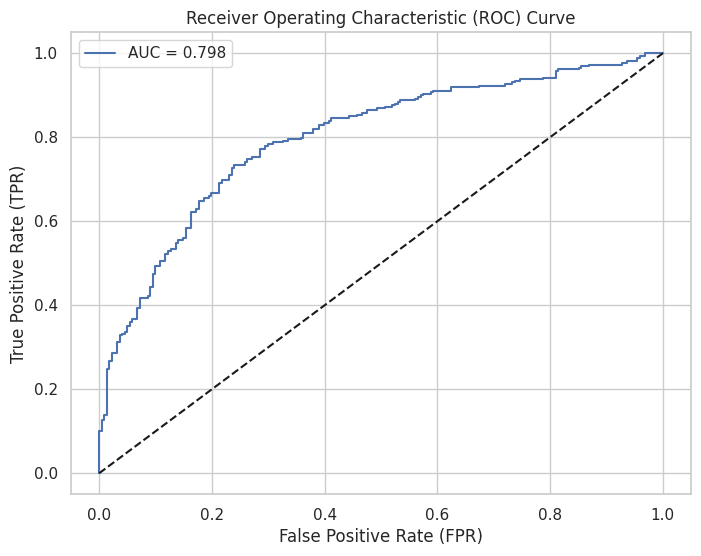 Receiver Operating Characteristic (ROC) Curve
AUC = 0.798
True Positive Rate (TPR)
1.0
0.8
0.6
0.4
0.2
0.0
0.0 0.2 0.4 0.6 0.8 1.0
False Positive Rate (FPR)